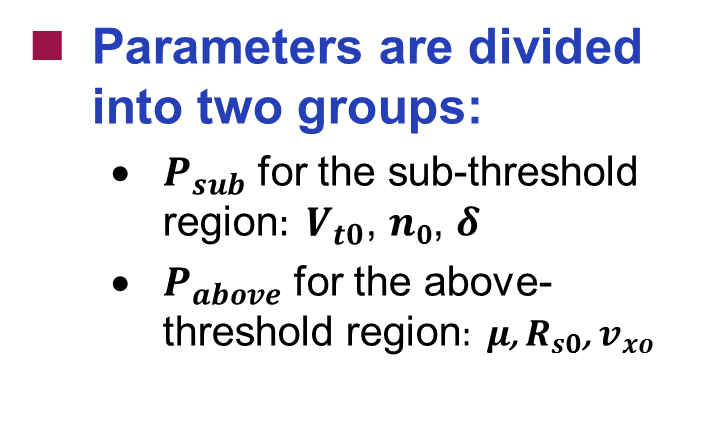 Parameters are divided
into two groups:
• P_sub for the sub-threshold
region: V_t0, n_0, δ
• P_above for the above-
threshold region: μ, R_s0, v_xo